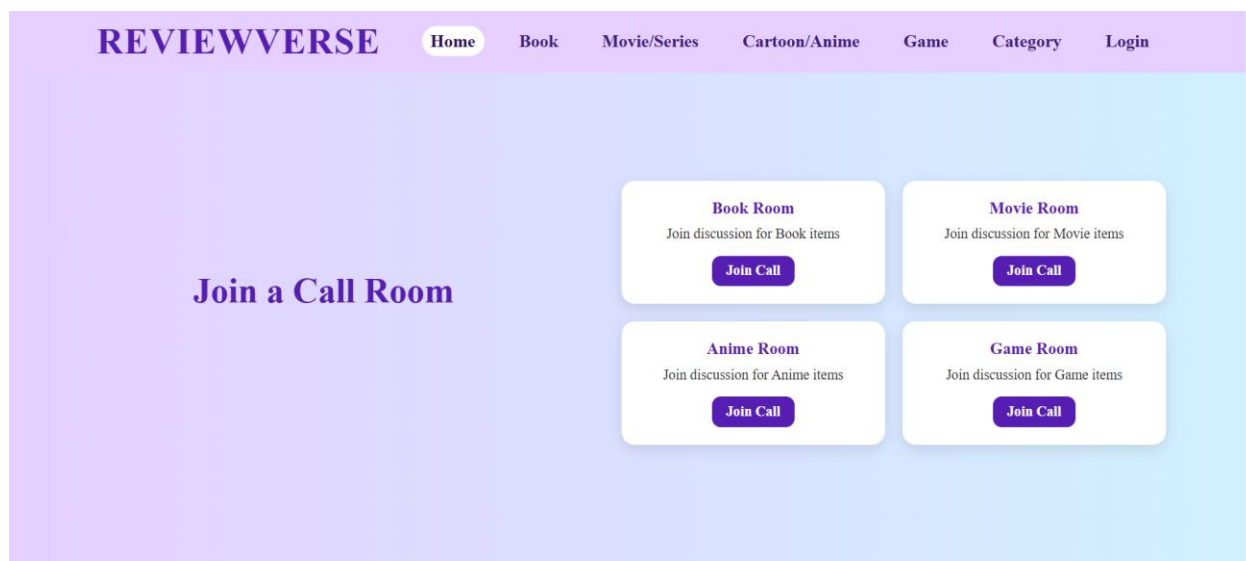 REVIEWVERSE Home Book Movie/Series Cartoon/Anime Game Category Login
Join a Call Room
Book Room
Join discussion for Book items
Join Call
Movie Room
Join discussion for Movie items
Join Call
Anime Room
Join discussion for Anime items
Join Call
Game Room
Join discussion for Game items
Join Call